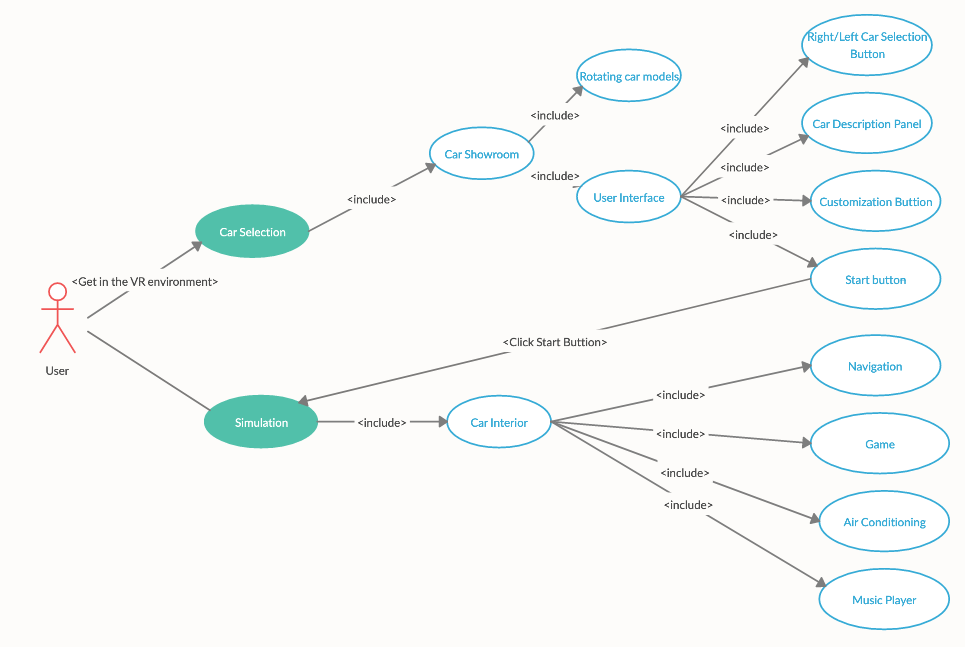 Right/Left Car Selection
Button
Rotating car models
<include>
<include>
Car Description Panel
Car Showroom
<include>
<include>
User Interface
<include>
<include>
Customization Buttion
Car Selection
<include>
<Get in the VR environment>
Start button
User
<Click Start Buttion>
Navigation
<include>
Simulation
<include>
Car Interior
<include>
Game
<include>
<include>
Air Conditioning
Music Player